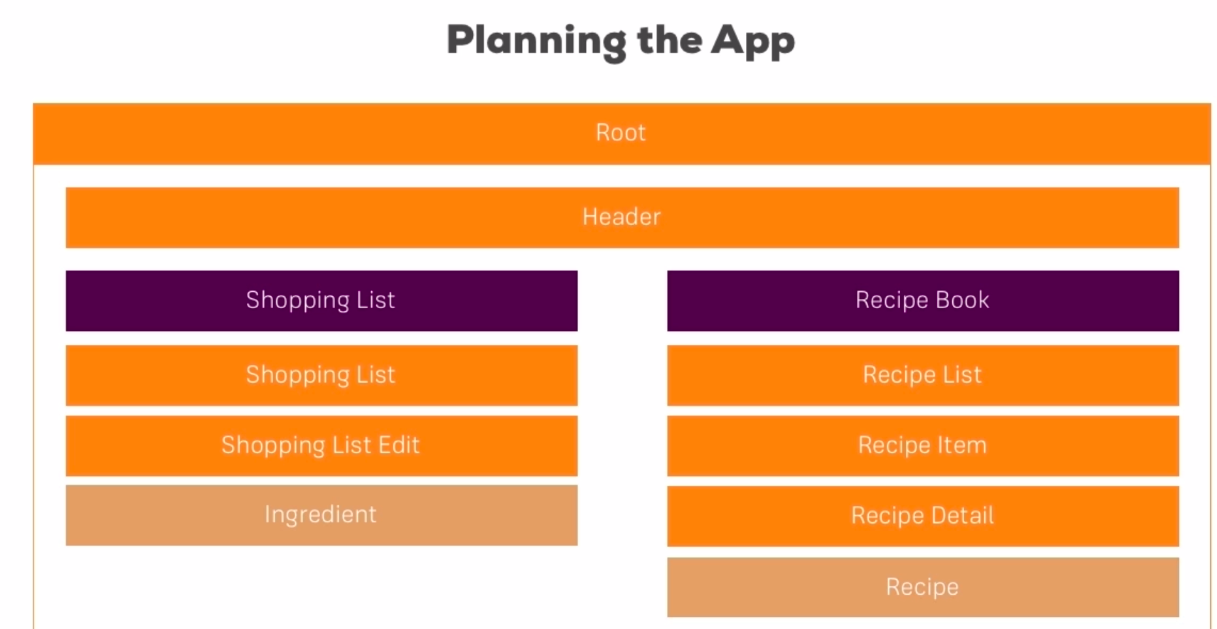 Planning the App
Root
Header
Shopping List
Shopping List
Shopping List Edit
Ingredient
Recipe Book
Recipe List
Recipe Item
Recipe Detail
Recipe